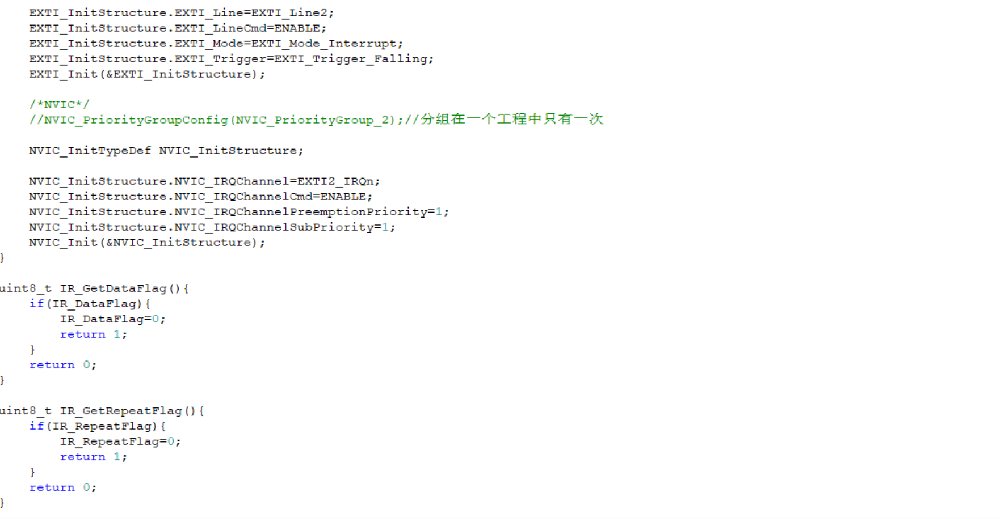 EXTI_InitStructure.EXTI_Line=EXTI_Line2;
EXTI_InitStructure.EXTI_LineCmd=ENABLE;
EXTI_InitStructure.EXTI_Mode=EXTI_Mode_Interrupt;
EXTI_InitStructure.EXTI_Trigger=EXTI_Trigger_Falling;
EXTI_Init(&EXTI_InitStructure);
/*NVIC*/
//NVIC_PriorityGroupConfig(NVIC_PriorityGroup_2);//分组在一个工程中只有一次
NVIC_InitTypeDef NVIC_InitStructure;
NVIC_InitStructure.NVIC_IRQChannel=EXTI2_IRQn;
NVIC_InitStructure.NVIC_IRQChannelCmd=ENABLE;
NVIC_InitStructure.NVIC_IRQChannelPreemptionPriority=1;
NVIC_InitStructure.NVIC_IRQChannelSubPriority=1;
NVIC_Init(&NVIC_InitStructure);
}
uint8_t IR_GetDataFlag(){
if(IR_DataFlag){
IR_DataFlag=0;
return 1;
}
return 0;
}
uint8_t IR_GetRepeatFlag(){
if(IR_RepeatFlag){
IR_RepeatFlag=0;
return 1;
}
return 0;
}